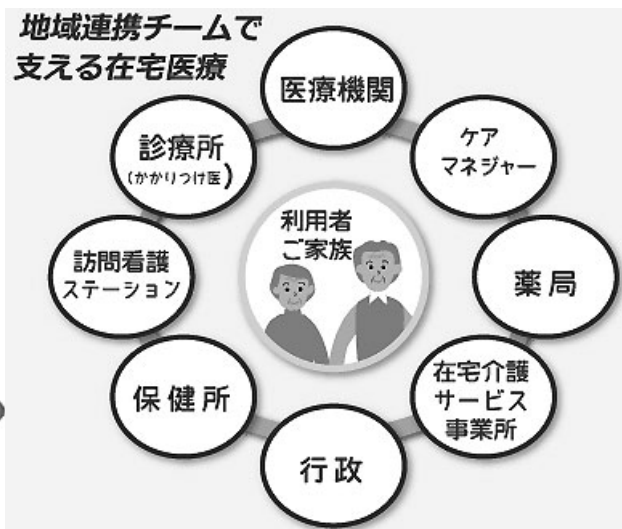 地域連携チームで
支える在宅医療
医療機関
ケア
マネジャー
薬局
在宅介護
サービス
事業所
行政
保健所
訪問看護
ステーション
診療所
(かかりつけ医)
利用者
ご家族